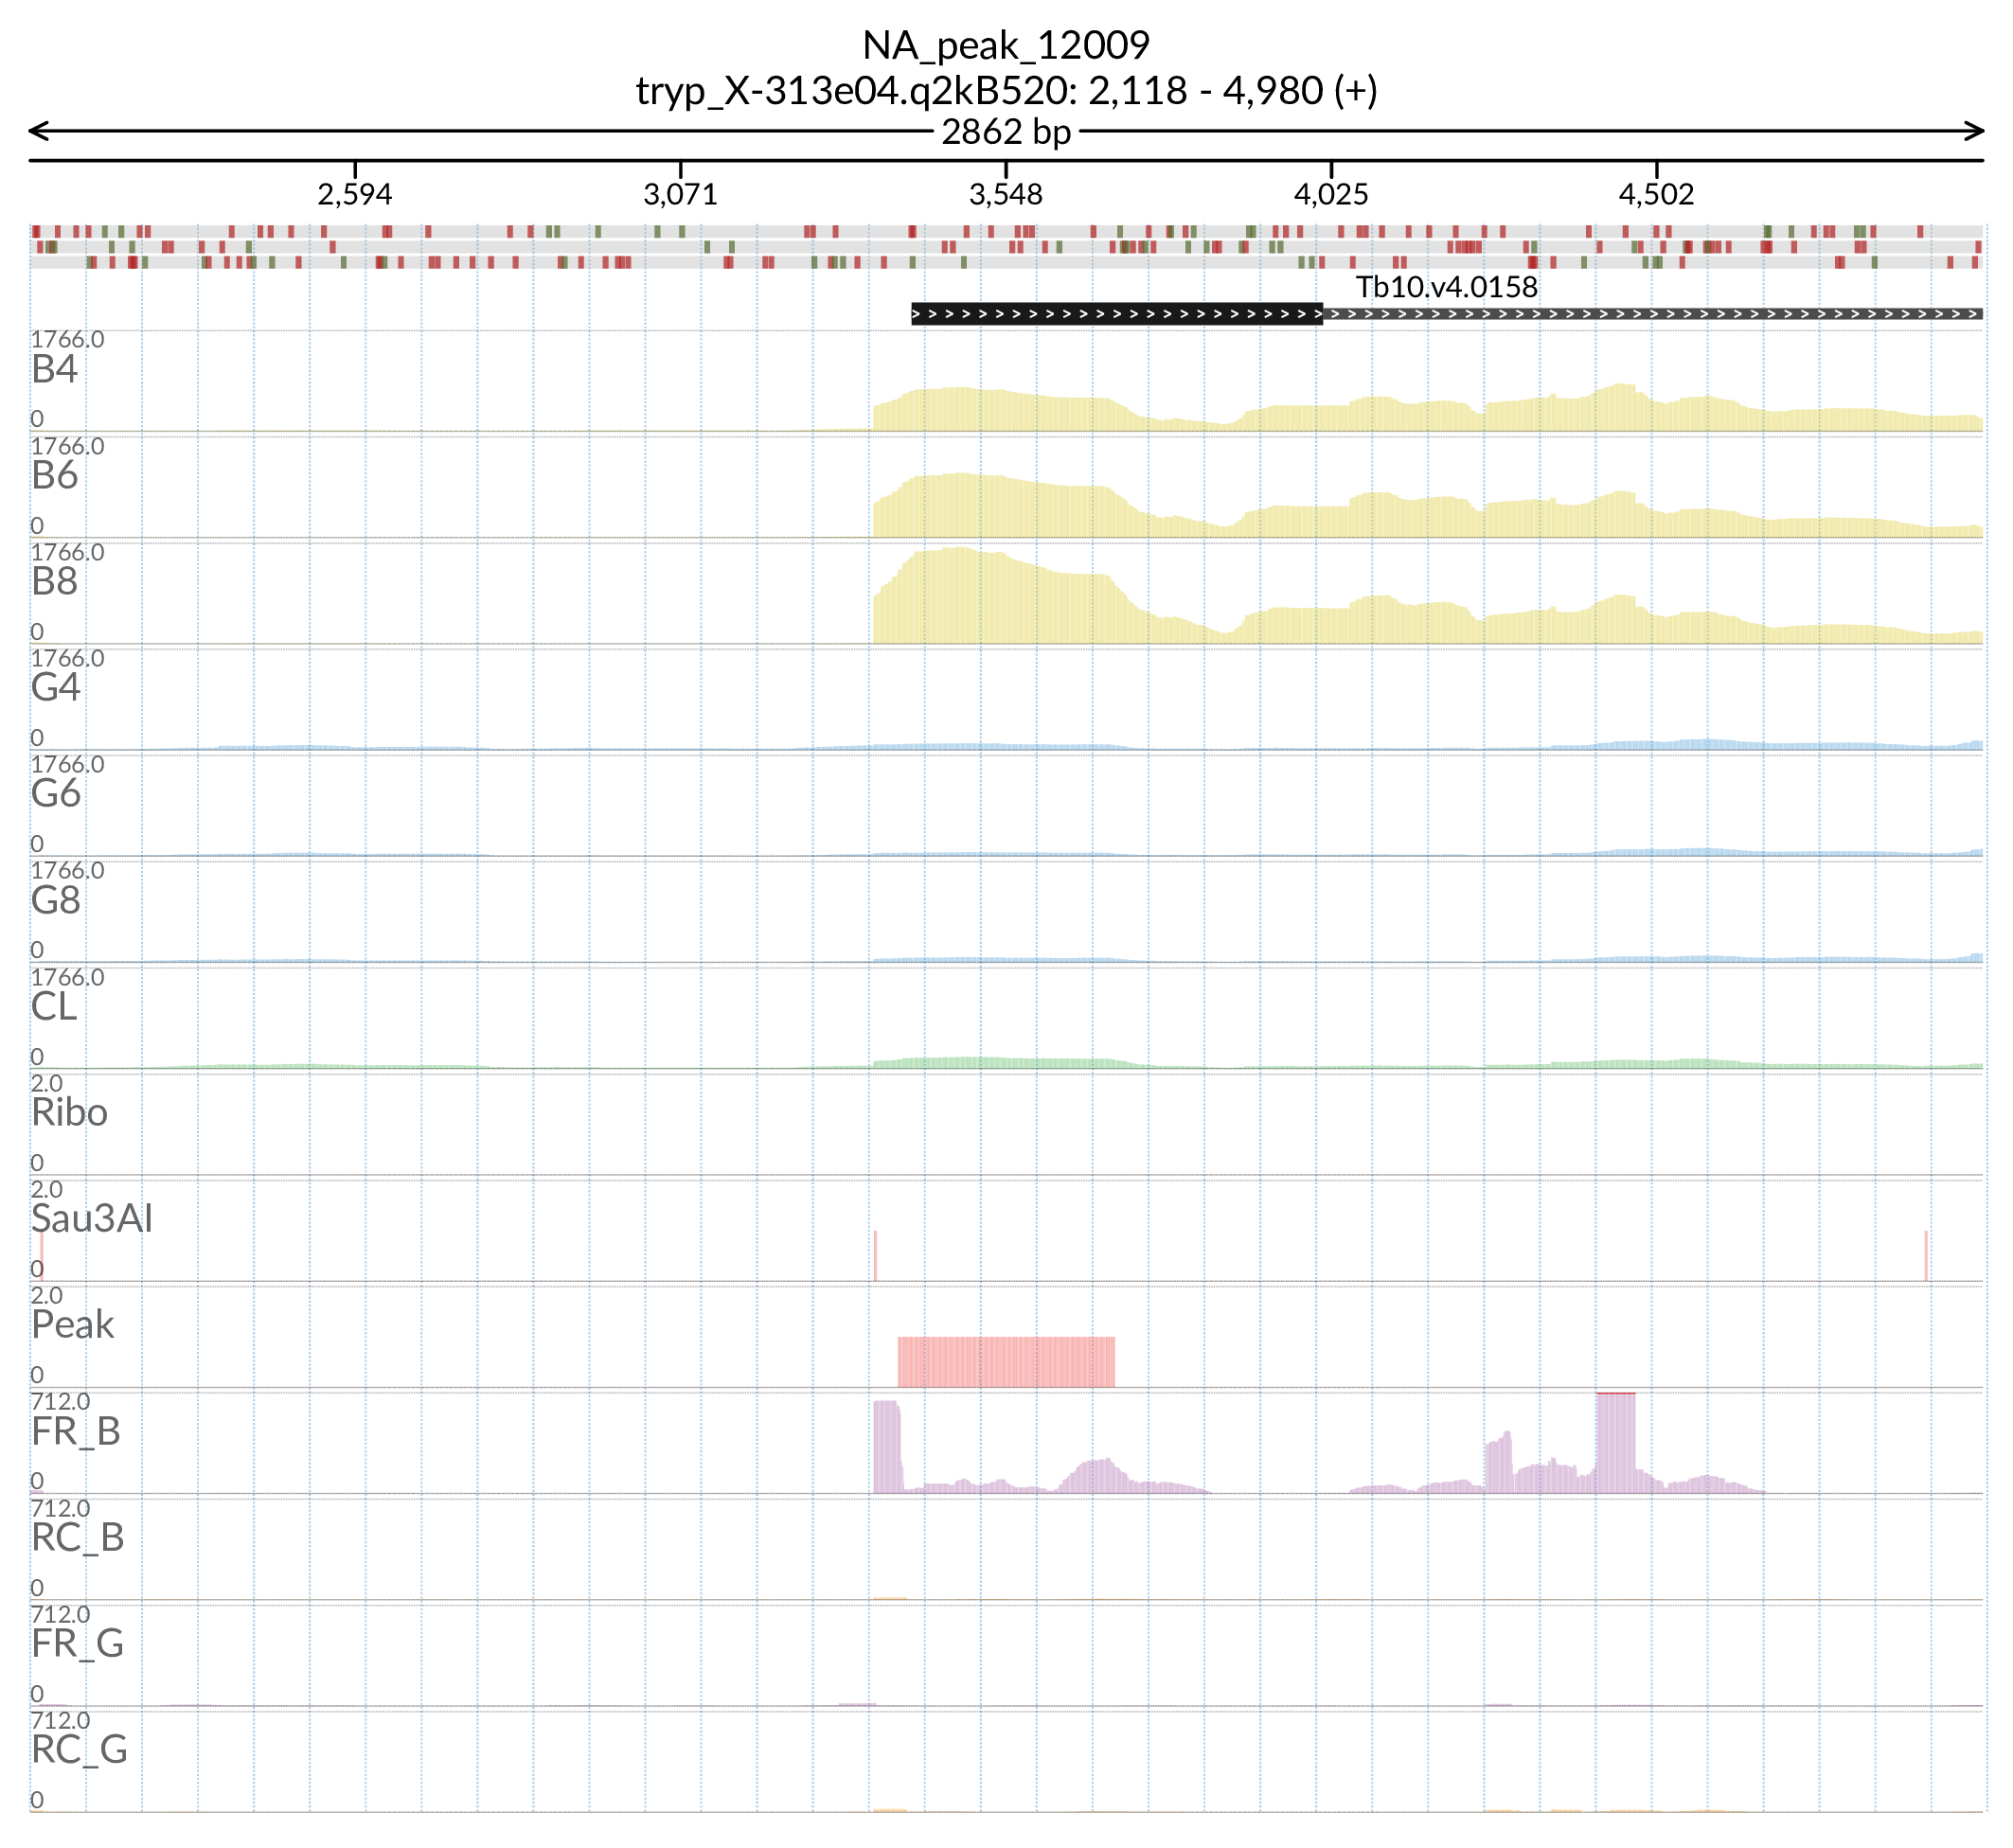 NA_peak_12009
tryp_X-313e04.q2kB520: 2,118 - 4,980 (+)
2862 bp
2,594 3,071 3,548 4,025 4,502
Tb10.v4.0158
1766.0
B4
0
1766.0
B6
0
1766.0
B8
0
1766.0
G4
0
1766.0
G6
0
1766.0
G8
0
1766.0
CL
0
2.0
Ribo
0
2.0
Sau3AI
0
2.0
Peak
0
712.0
FR_B
0
712.0
RC_B
0
712.0
FR_G
0
712.0
RC_G
0